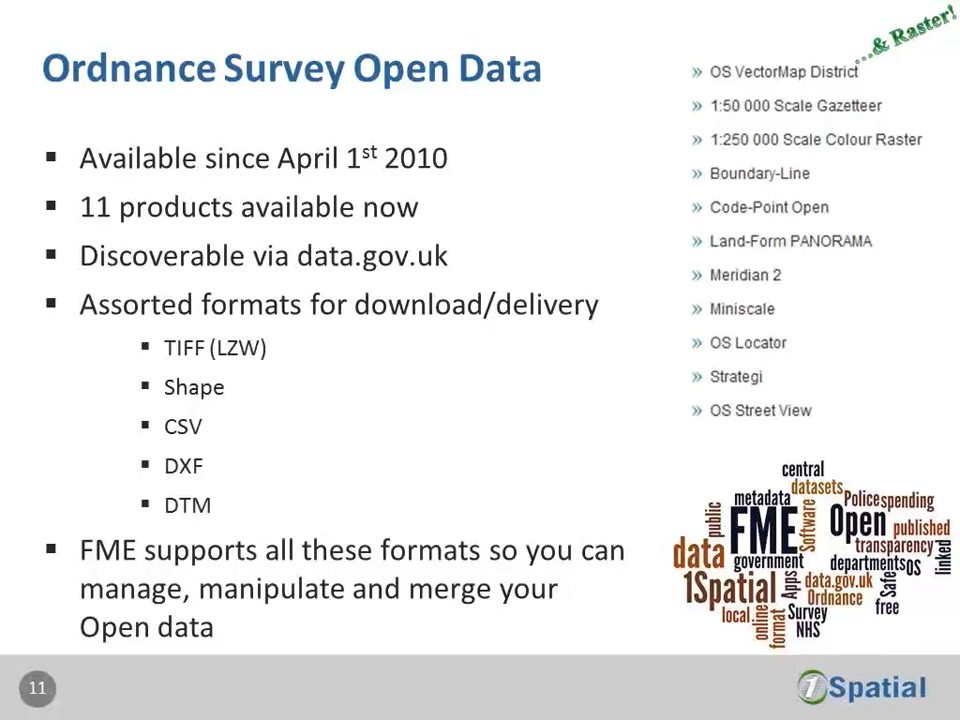 ...& Raster!
Ordnance Survey Open Data
▪ Available since April 1st 2010
▪ 11 products available now
▪ Discoverable via data.gov.uk
▪ Assorted formats for download/delivery
▪ TIFF (LZW)
▪ Shape
▪ CSV
▪ DXF
▪ DTM
▪ FME supports all these formats so you can
manage, manipulate and merge your
Open data
» OS VectorMap District
» 1:50 000 Scale Gazetteer
» 1:250 000 Scale Colour Raster
» Boundary-Line
» Code-Point Open
» Land-Form PANORAMA
» Meridian 2
» Miniscale
» OS Locator
» Strategi
» OS Street View
central
datasets
metadata
Police
spending
public
FME
Software
Open
published
transparency
linked
data
government
departments
OS
1Spatial
Apps
data.gov.uk
Safe
Ordnance
free
local
online
format
Survey
NHS
11
1Spatial